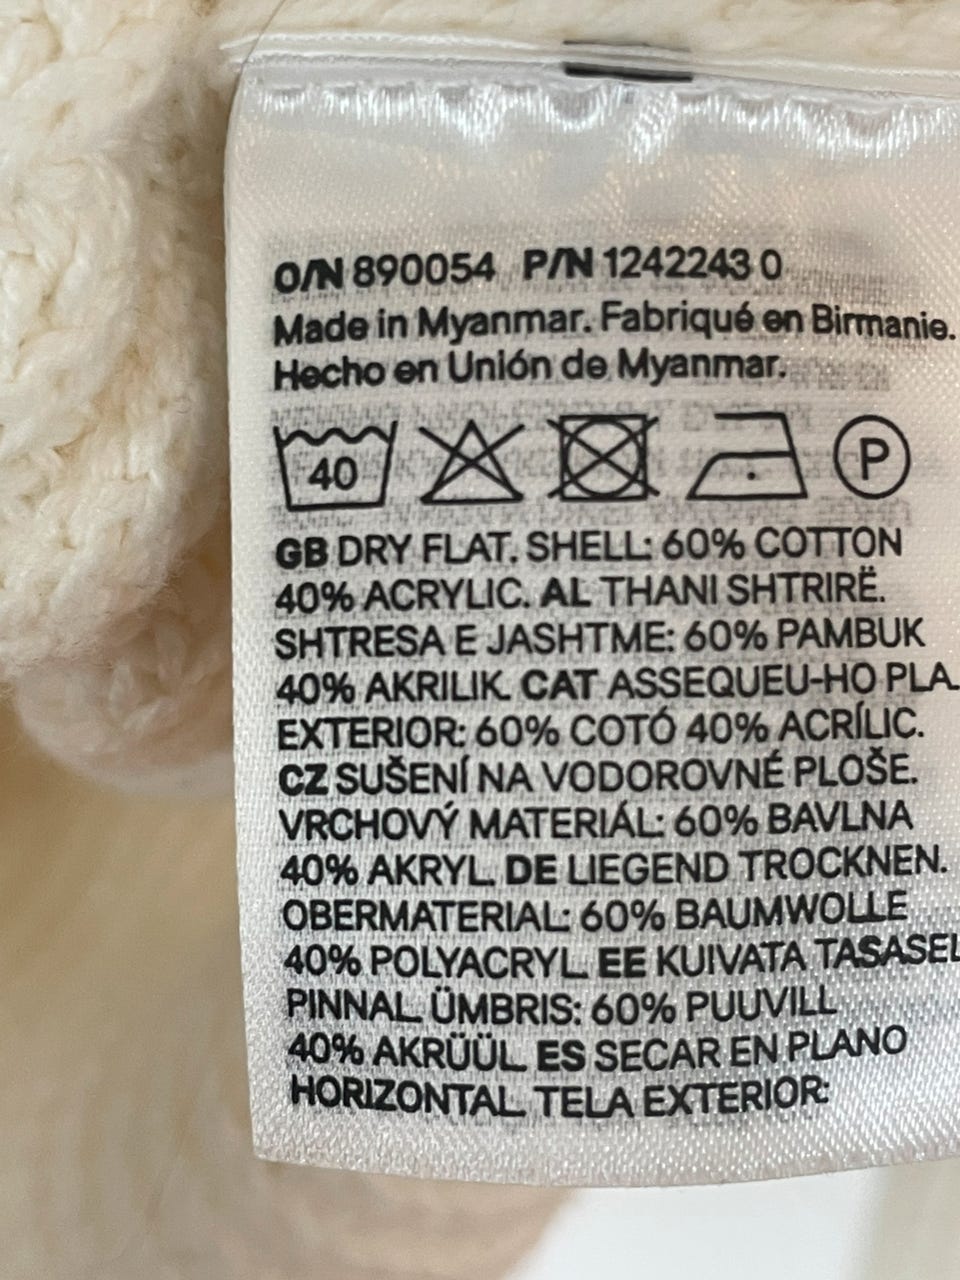 O/N 890054 P/N 1242243 0
Made in Myanmar. Fabriqué en Birmanie.
Hecho en Unión de Myanmar.
40 P
GB DRY FLAT. SHELL: 60% COTTON
40% ACRYLIC. AL THANI SHTRIRË.
SHTRESA E JASHTME: 60% PAMBUK
40% AKRILIK. CAT ASSEQUEU-HO PLA.
EXTERIOR: 60% COTÓ 40% ACRÍLIC.
CZ SUŠENÍ NA VODOROVNÉ PLOŠE.
VRCHOVÝ MATERIÁL: 60% BAVLNA
40% AKRYL. DE LIEGEND TROCKNEN.
OBERMATERIAL: 60% BAUMWOLLE
40% POLYACRYL. EE KUIVATA TASASEL
PINNAL. ÜMBRIS: 60% PUUVILL
40% AKRÜÜL. ES SECAR EN PLANO
HORIZONTAL. TELA EXTERIOR: